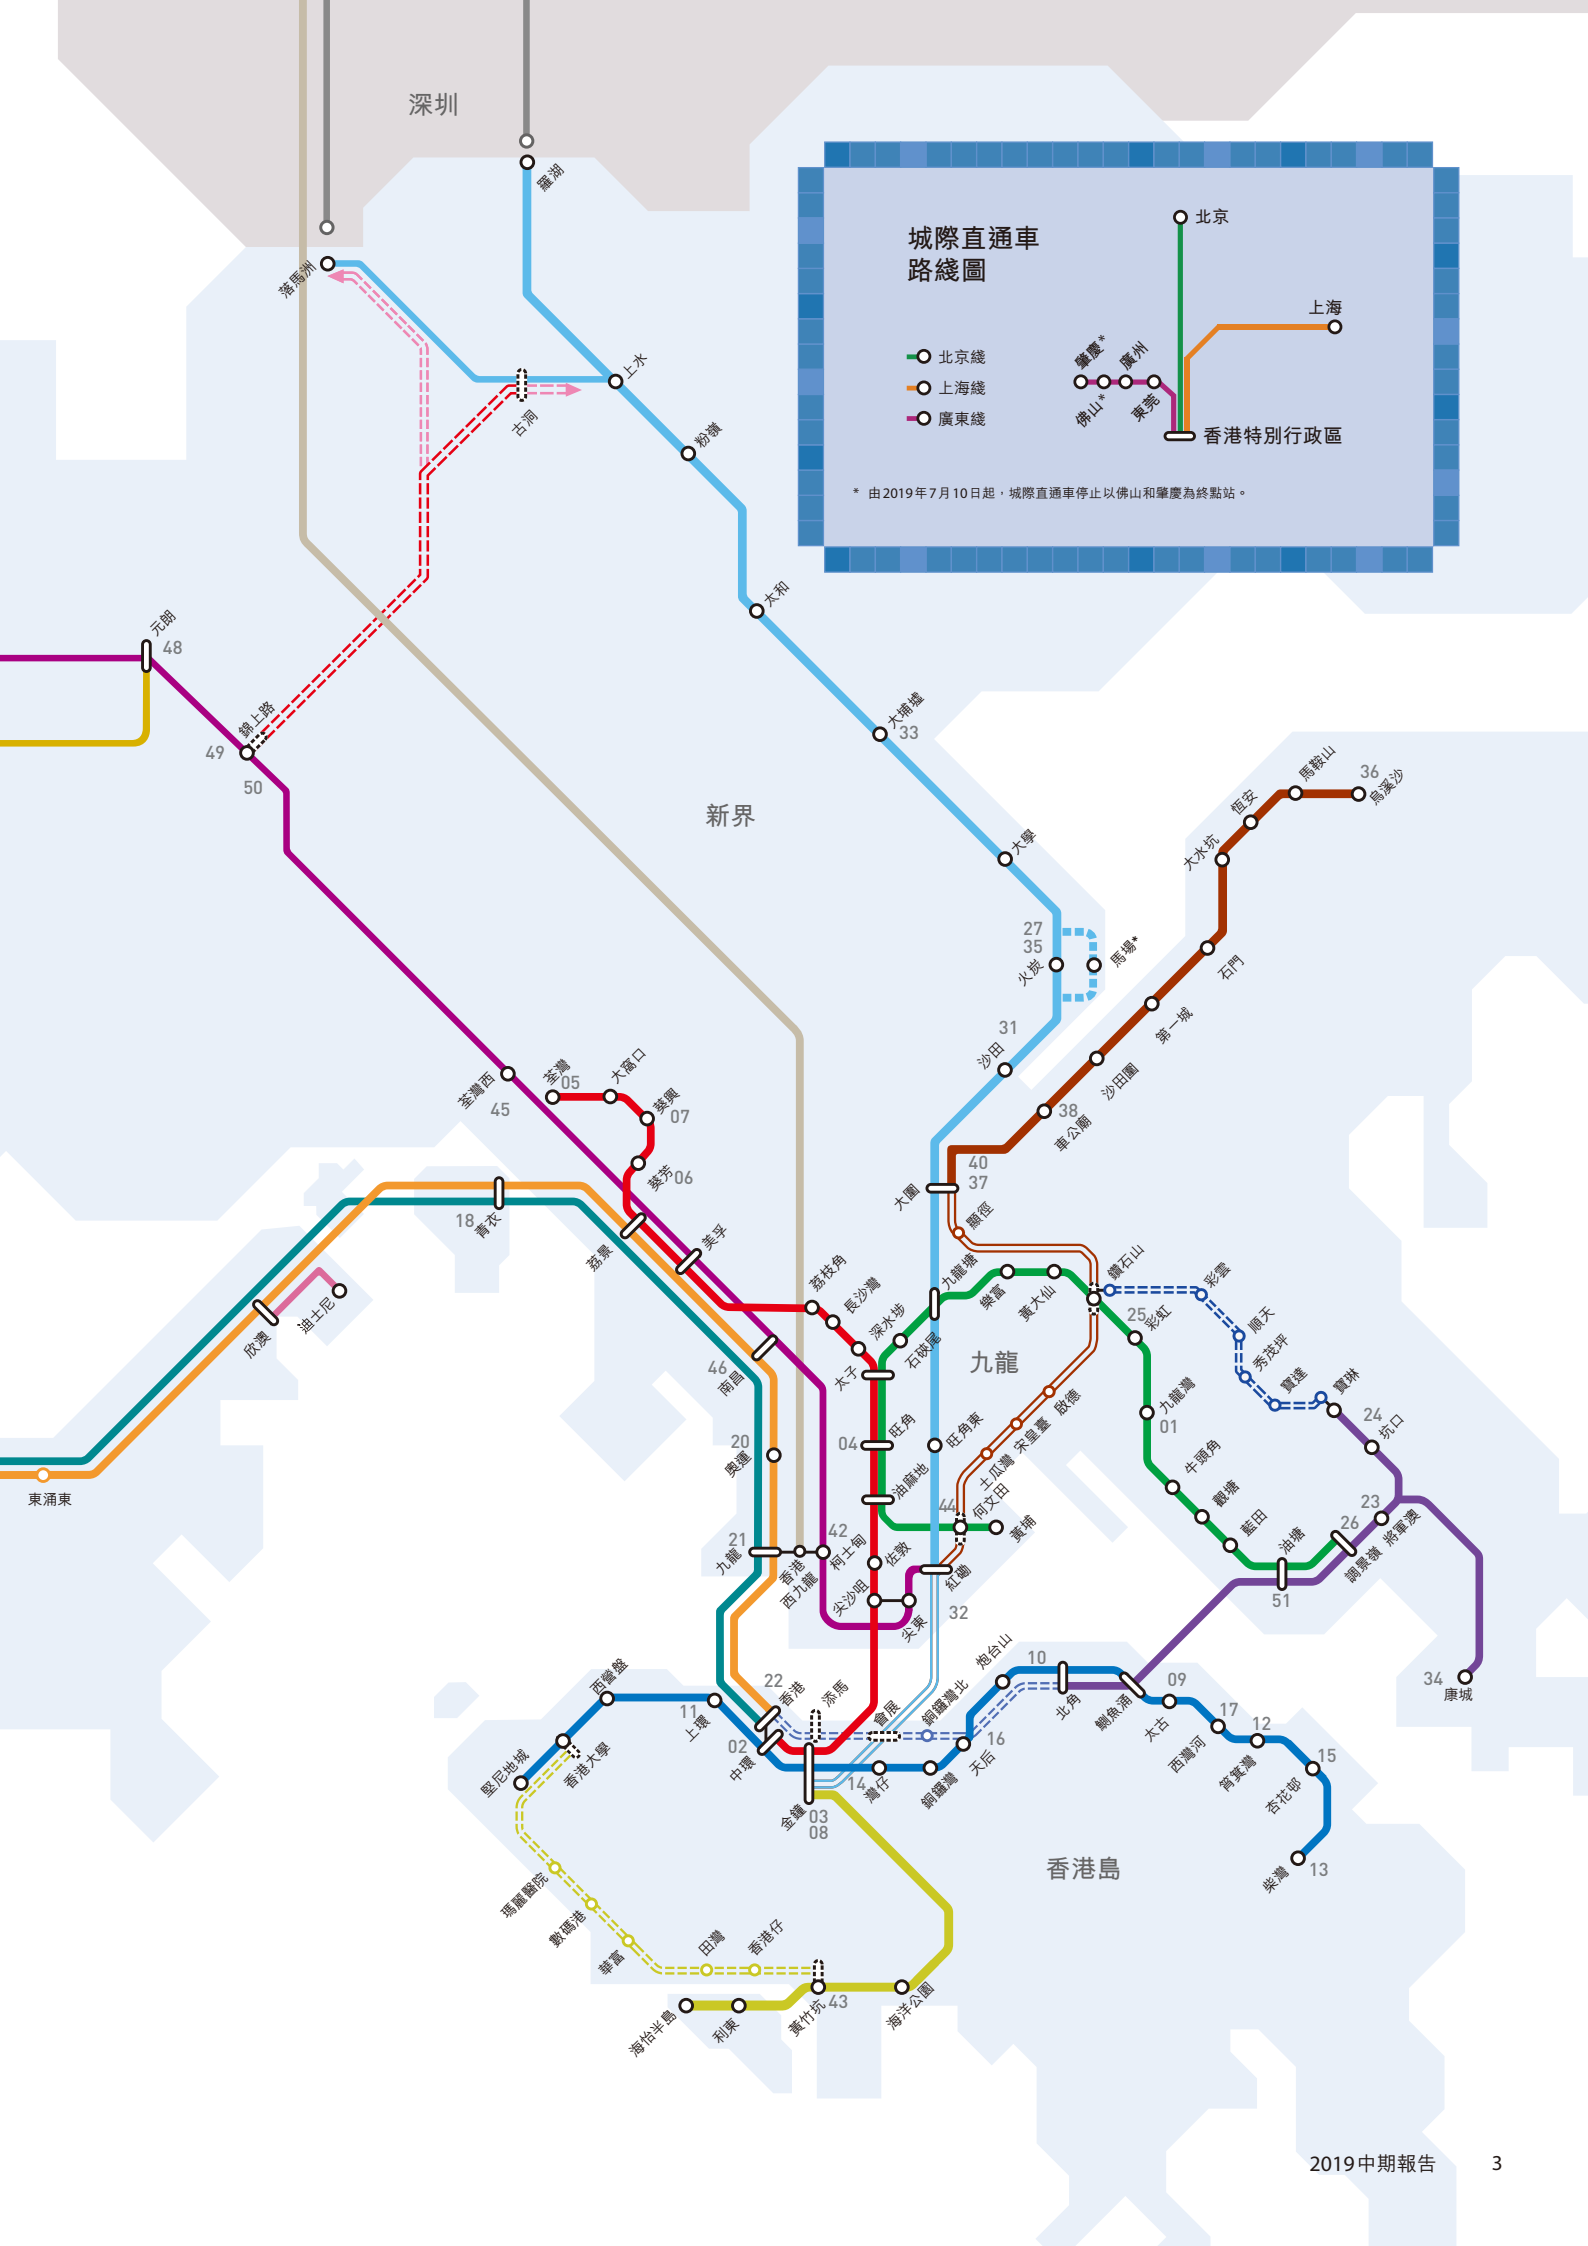 深圳
羅湖
落馬洲
古洞
上水
粉嶺
太和
大埔墟
33
城際直通車
路綫圖
北京
上海
北京綫
上海綫
廣東綫
肇慶*
廣州
佛山*
東莞
香港特別行政區
* 由2019年7月10日起，城際直通車停止以佛山和肇慶為終點站。
元朗
48
錦上路
49
50
新界
大學
27
35
火炭
馬場*
31
沙田
36
烏溪沙
馬鞍山
恆安
大水坑
石門
第一城
沙田圍
38
車公廟
40
37
大圍
顯徑
荃灣西
45
荃灣
05
大窩口
葵興
07
葵芳
06
18
青衣
荔景
美孚
欣澳
迪士尼
東涌東
荔枝角
長沙灣
深水埗
石硤尾
九龍塘
樂富
黃大仙
鑽石山
25
彩虹
彩雲
順天
秀茂坪
寶達
寶琳
24
坑口
九龍
46
南昌
太子
旺角
04
旺角東
油麻地
啟德
宋皇臺
土瓜灣
九龍灣
01
牛頭角
觀塘
藍田
油塘
51
26
23
將軍澳
調景嶺
34
康城
20
奧運
21
九龍
香港
西九龍
42
柯士甸
佐敦
44
何文田
黃埔
紅磡
尖沙咀
尖東
32
西營盤
11
上環
22
香港
02
中環
添馬
會展
銅鑼灣北
炮台山
10
北角
鰂魚涌
09
太古
17
西灣河
12
筲箕灣
15
杏花邨
柴灣
13
堅尼地城
香港大學
金鐘
03
08
14
灣仔
銅鑼灣
16
天后
香港島
瑪麗醫院
數碼港
華富
田灣
香港仔
海怡半島
利東
黃竹坑
43
海洋公園
2019中期報告
3